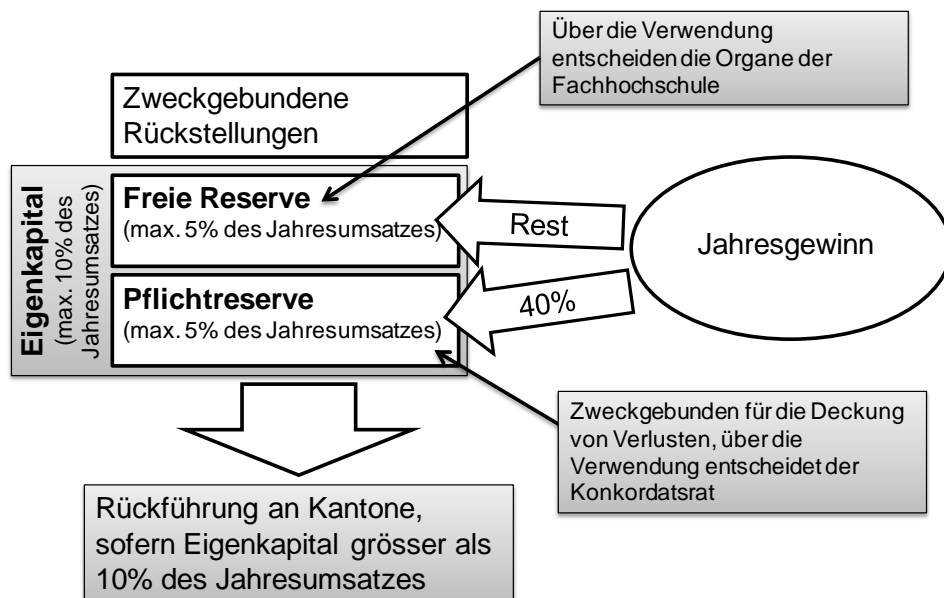 Über die Verwendung
entscheiden die Organe der
Fachhochschule
Zweckgebundene
Rückstellungen
Eigenkapital
(max. 10% des
Jahresumsatzes)
Freie Reserve
(max. 5% des Jahresumsatzes)
Rest
Jahresgewinn
Pflichtreserve
(max. 5% des Jahresumsatzes)
40%
Zweckgebunden für die Deckung
von Verlusten, über die
Verwendung entscheidet der
Konkordatsrat
Rückführung an Kantone,
sofern Eigenkapital grösser als
10% des Jahresumsatzes